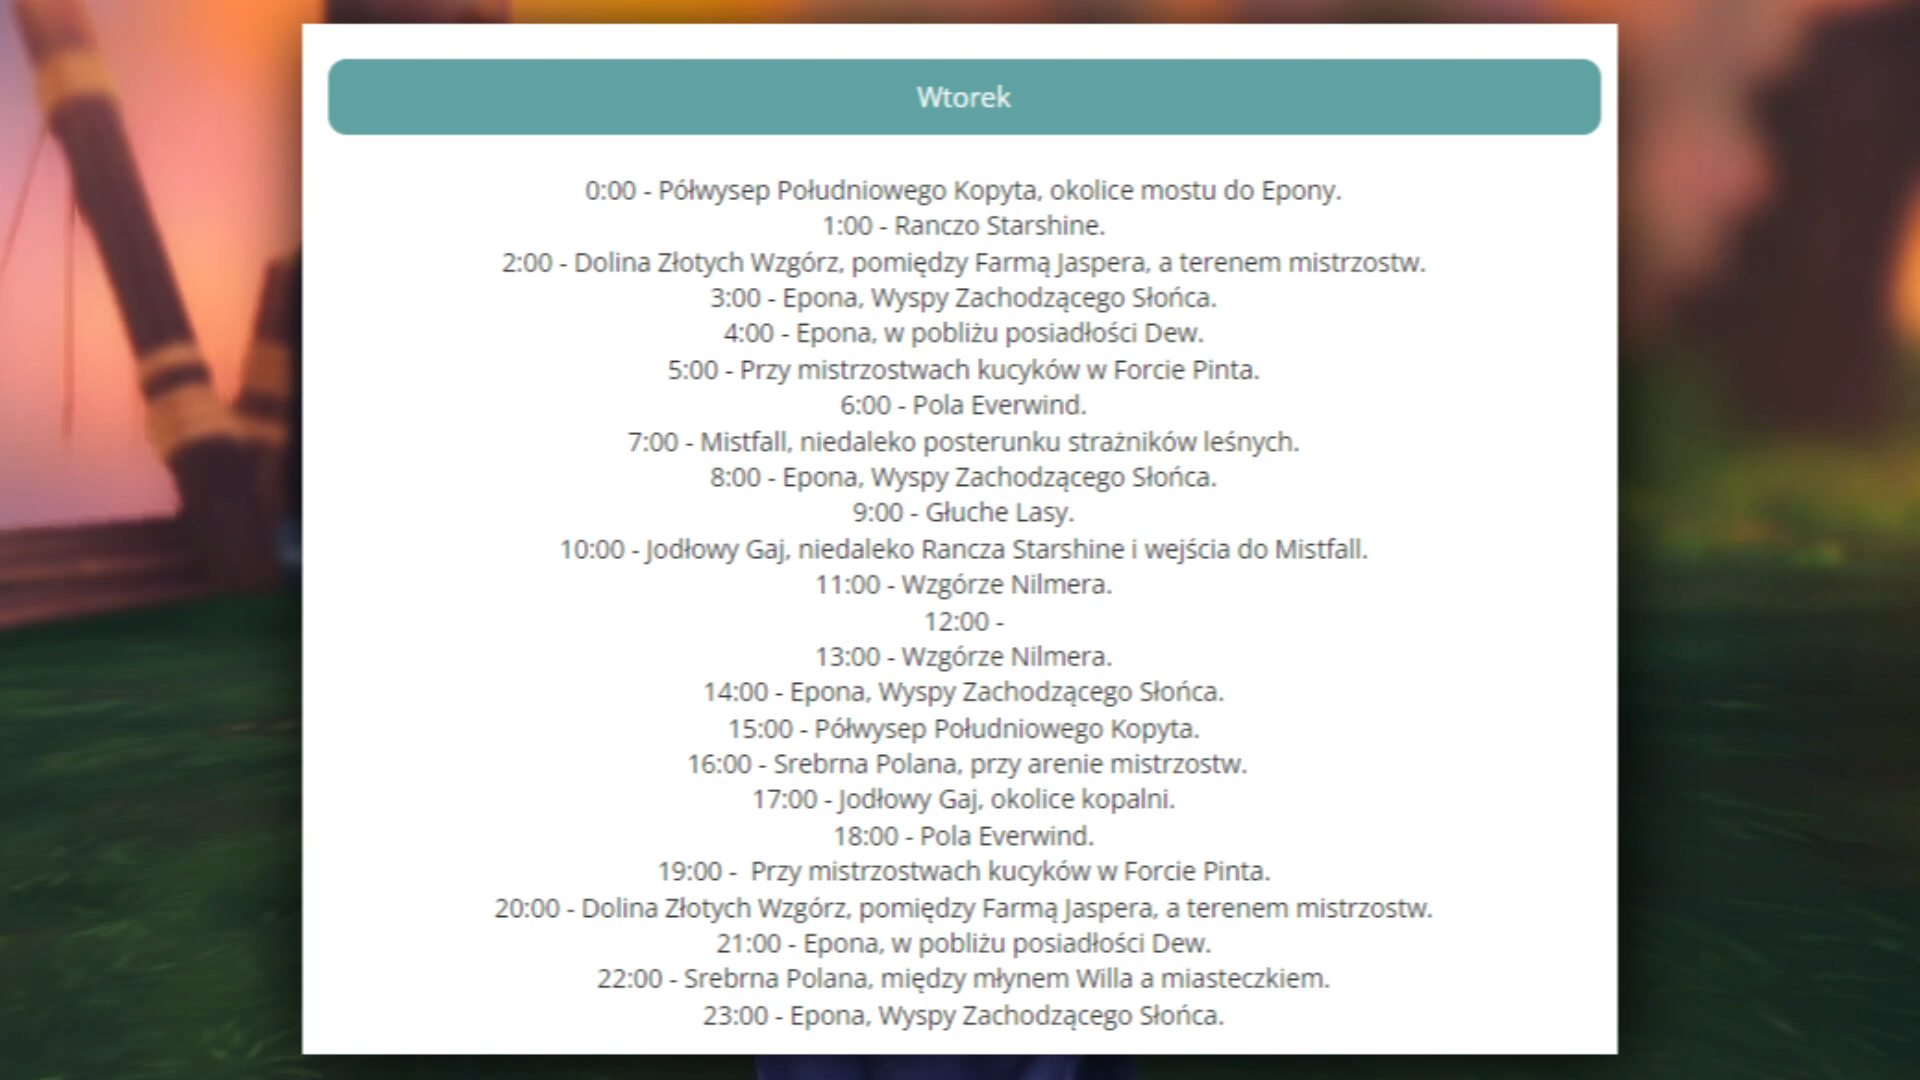 Wtorek
0:00 - Półwysep Południowego Kopyta, okolice mostu do Epony.
1:00 - Ranczo Starshine.
2:00 - Dolina Złotych Wzgórz, pomiędzy Farmą Jaspera, a terenem mistrzostw.
3:00 - Epona, Wyspy Zachodzącego Słońca.
4:00 - Epona, w pobliżu posiadłości Dew.
5:00 - Przy mistrzostwach kucyków w Forcie Pinta.
6:00 - Pola Everwind.
7:00 - Mistfall, niedaleko posterunku strażników leśnych.
8:00 - Epona, Wyspy Zachodzącego Słońca.
9:00 - Głuche Lasy.
10:00 - Jodłowy Gaj, niedaleko Rancza Starshine i wejścia do Mistfall.
11:00 - Wzgórze Nilmera.
12:00 -
13:00 - Wzgórze Nilmera.
14:00 - Epona, Wyspy Zachodzącego Słońca.
15:00 - Półwysep Południowego Kopyta.
16:00 - Srebrna Polana, przy arenie mistrzostw.
17:00 - Jodłowy Gaj, okolice kopalni.
18:00 - Pola Everwind.
19:00 -  Przy mistrzostwach kucyków w Forcie Pinta.
20:00 - Dolina Złotych Wzgórz, pomiędzy Farmą Jaspera, a terenem mistrzostw.
21:00 - Epona, w pobliżu posiadłości Dew.
22:00 - Srebrna Polana, między młynem Willa a miasteczkiem.
23:00 - Epona, Wyspy Zachodzącego Słońca.